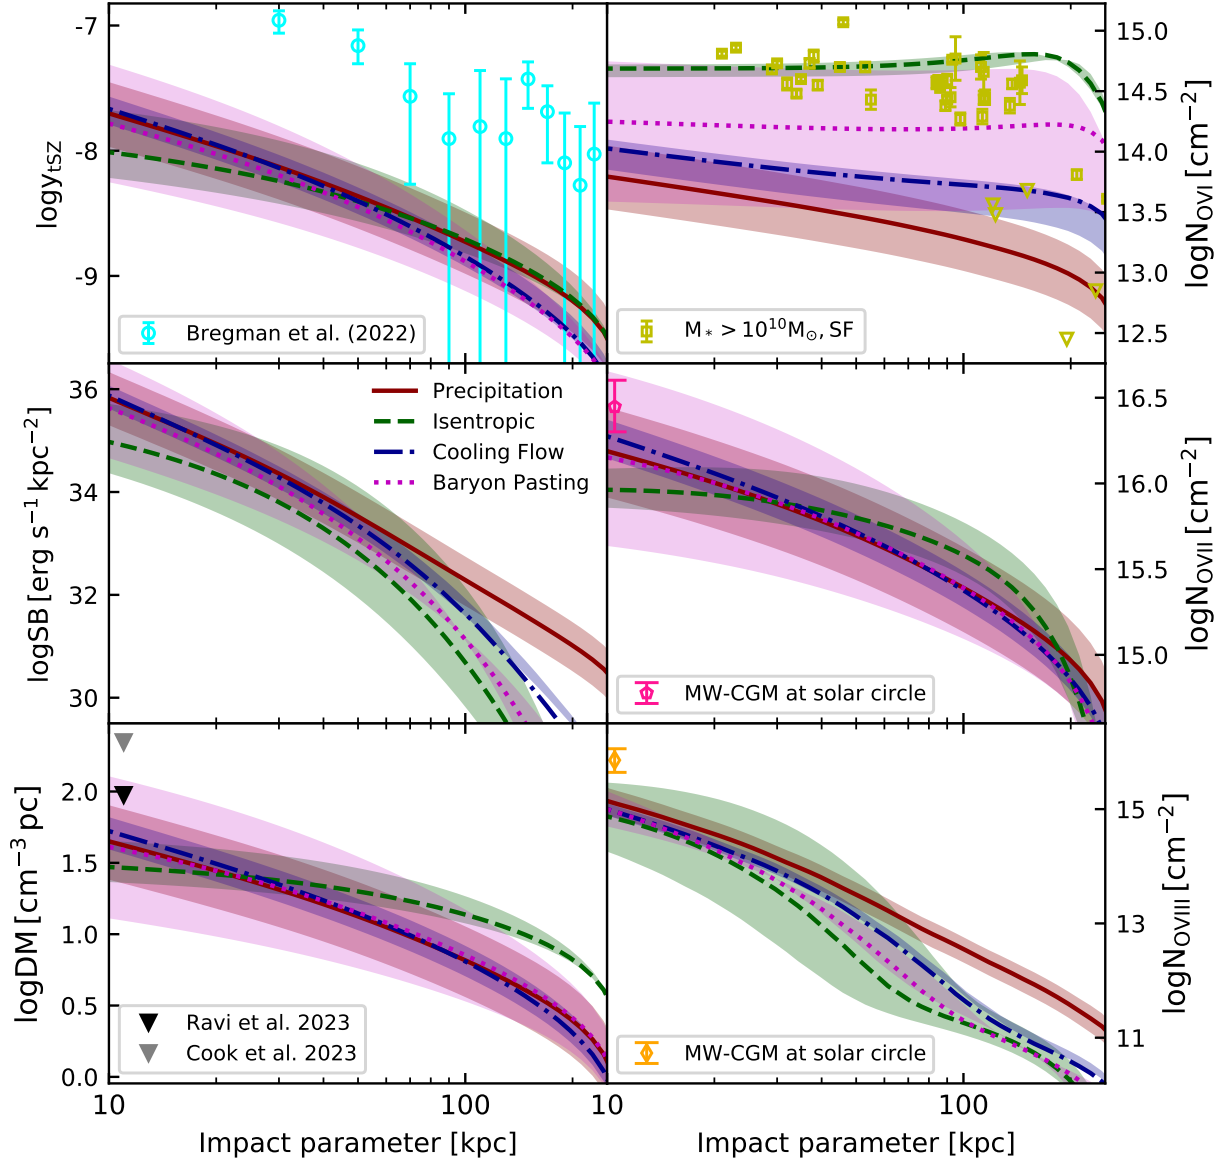 -7
-8
-9
logy_tSZ
Bregman et al. (2022)
15.0
14.5
14.0
13.5
13.0
12.5
logN_OVI [cm⁻²]
M_* > 10¹⁰M_⊙, SF
36
34
32
30
logSB [erg s⁻¹ kpc⁻²]
Precipitation
Isentropic
Cooling Flow
Baryon Pasting
16.5
16.0
15.5
15.0
logN_OVII [cm⁻²]
MW-CGM at solar circle
2.0
1.5
1.0
0.5
0.0
logDM [cm⁻³ pc]
Ravi et al. 2023
Cook et al. 2023
10
100
Impact parameter [kpc]
15
13
11
logN_OVIII [cm⁻²]
MW-CGM at solar circle
10
100
Impact parameter [kpc]